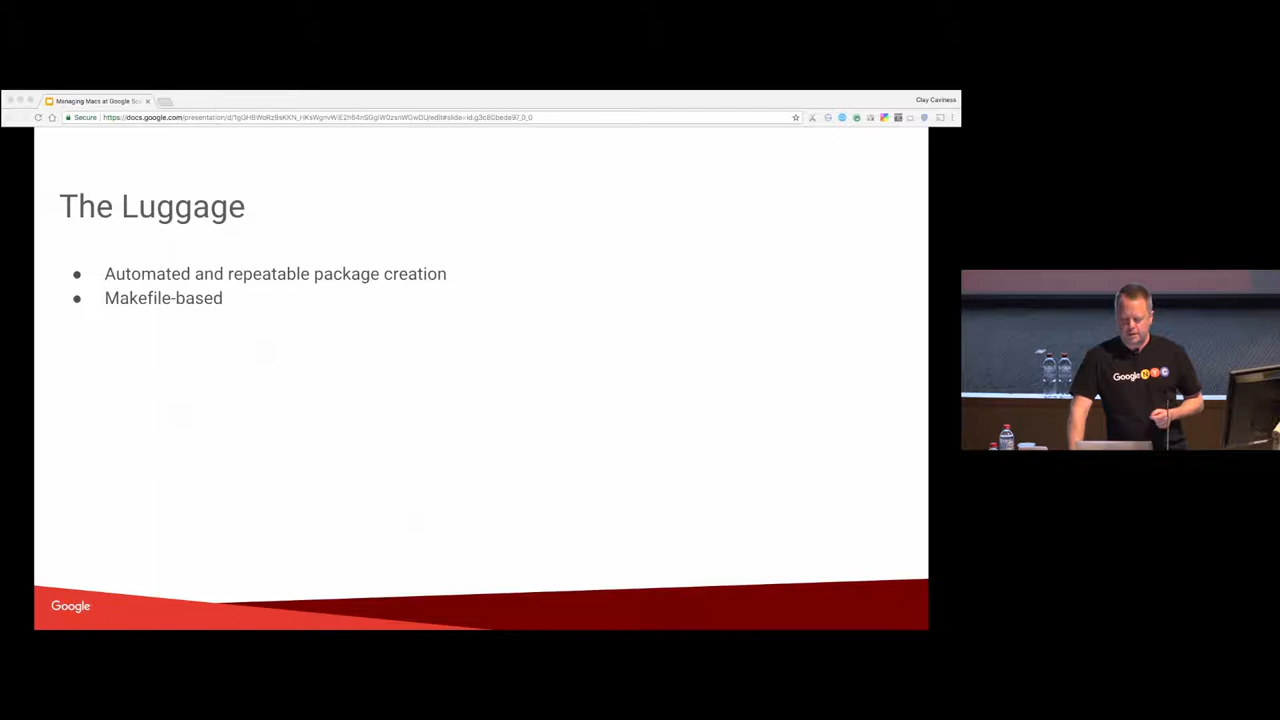 Managing Macs at Google Sc
Clay Caviness
Secure
The Luggage
● Automated and repeatable package creation
● Makefile-based
Google
Google NYC